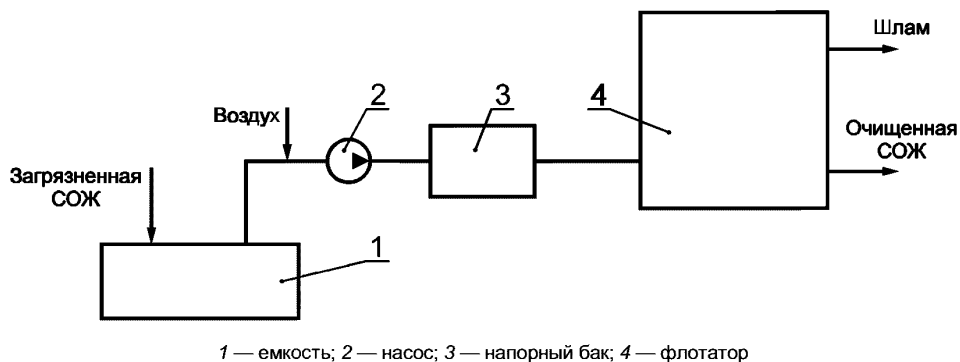 Шлам
2
3
4
Воздух
Очищенная
СОЖ
Загрязненная
СОЖ
1
1 — емкость; 2 — насос; 3 — напорный бак; 4 — флотатор